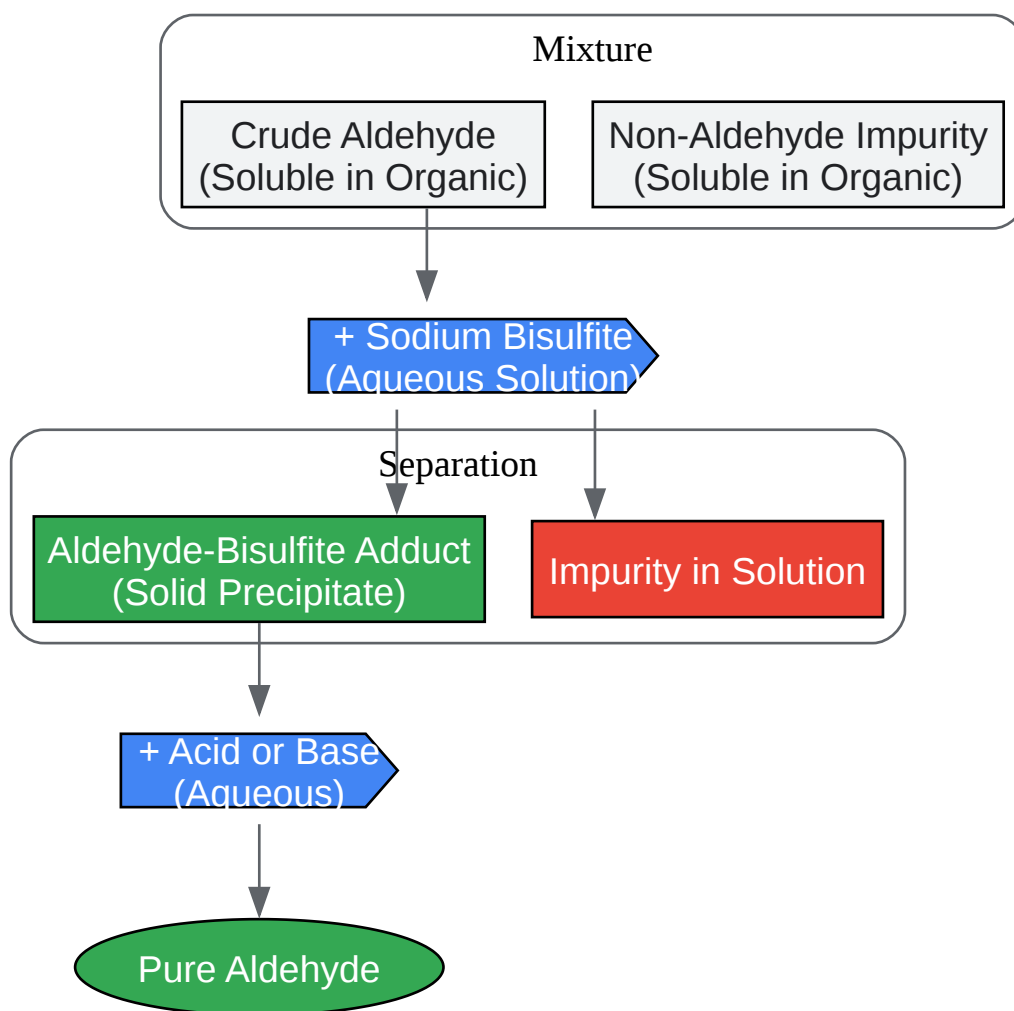 Mixture
Crude Aldehyde
(Soluble in Organic)
Non-Aldehyde Impurity
(Soluble in Organic)
+ Sodium Bisulfite
(Aqueous Solution)
Separation
Aldehyde-Bisulfite Adduct
(Solid Precipitate)
Impurity in Solution
+ Acid or Base
(Aqueous)
Pure Aldehyde